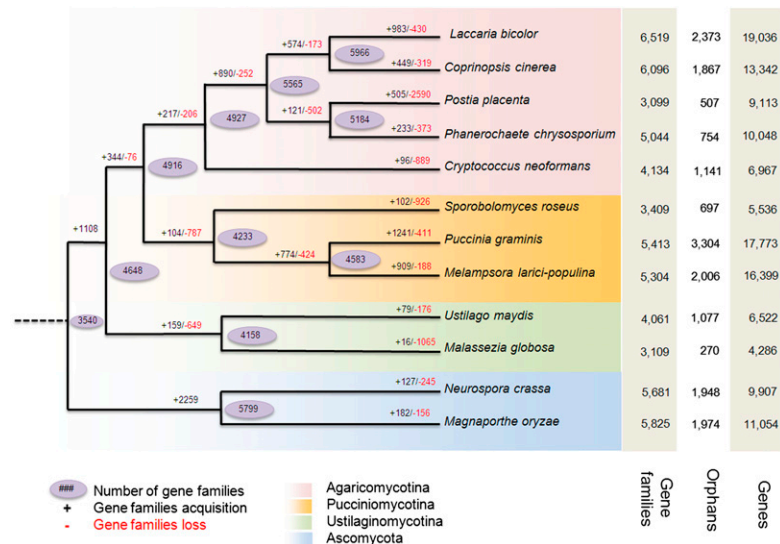 +983/-430
Laccaria bicolor 6,519 2,373 19,036
+574/-173
5966
+449/-319
Coprinopsis cinerea 6,096 1,867 13,342
+890/-252
5565
+505/-2590
Postia placenta 3,099 507 9,113
+217/-206
4927
+121/-502
5184
+233/-373
Phanerochaete chrysosporium 5,044 754 10,048
+344/-76
4916
+96/-889
Cryptococcus neoformans 4,134 1,141 6,967
+102/-926
Sporobolomyces roseus 3,409 697 5,536
+1108
+104/-787
4233
+1241/-411
Puccinia graminis 5,413 3,304 17,773
4648
+774/-424
4583
+909/-188
Melampsora larici-populina 5,304 2,006 16,399
3540
+79/-176
Ustilago maydis 4,061 1,077 6,522
+159/-649
4158
+16/-1065
Malassezia globosa 3,109 270 4,286
+127/-245
Neurospora crassa 5,681 1,948 9,907
+2259
5799
+182/-156
Magnaporthe oryzae 5,825 1,974 11,054
### Number of gene families
+ Gene families acquisition
- Gene families loss
Agaricomycotina
Pucciniomycotina
Ustilaginomycotina
Ascomycota
Gene
families
Orphans
Genes